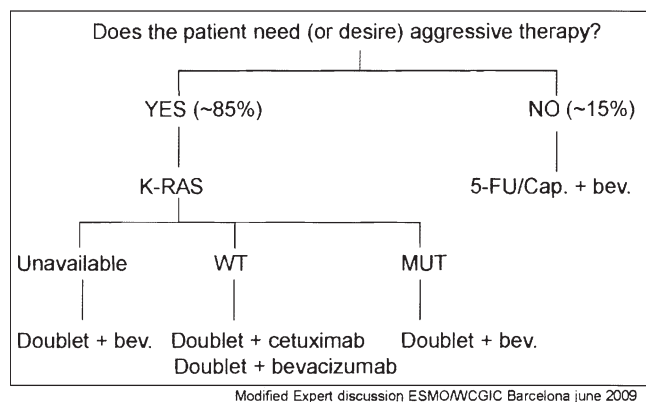 Does the patient need (or desire) aggressive therapy?
YES (~85%) NO (~15%)
K-RAS 5-FU/Cap. + bev.
Unavailable WT MUT
Doublet + bev. Doublet + cetuximab Doublet + bev.
Doublet + bevacizumab
Modified Expert discussion ESMO/WCGIC Barcelona june 2009